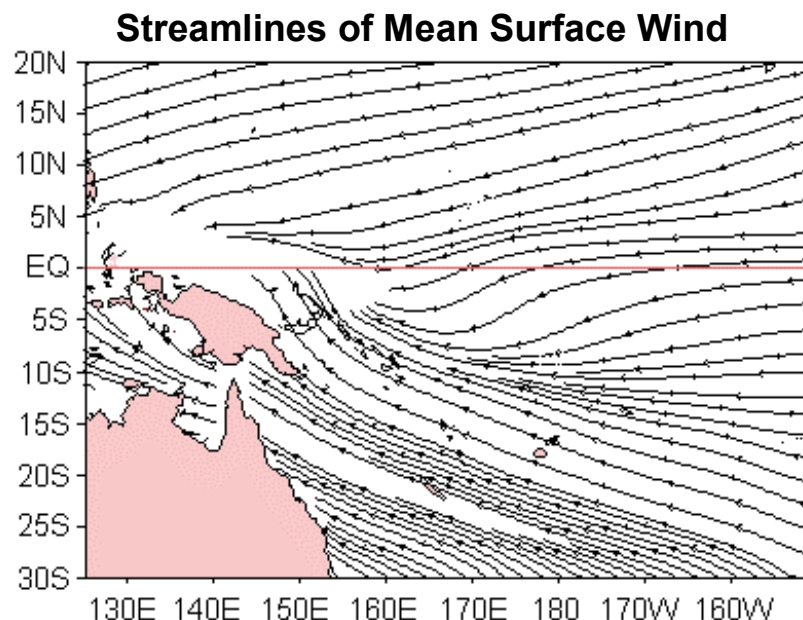 Streamlines of Mean Surface Wind
20N
15N
10N
5N
EQ
5S
10S
15S
20S
25S
30S
130E 140E 150E 160E 170E 180 170W 160W